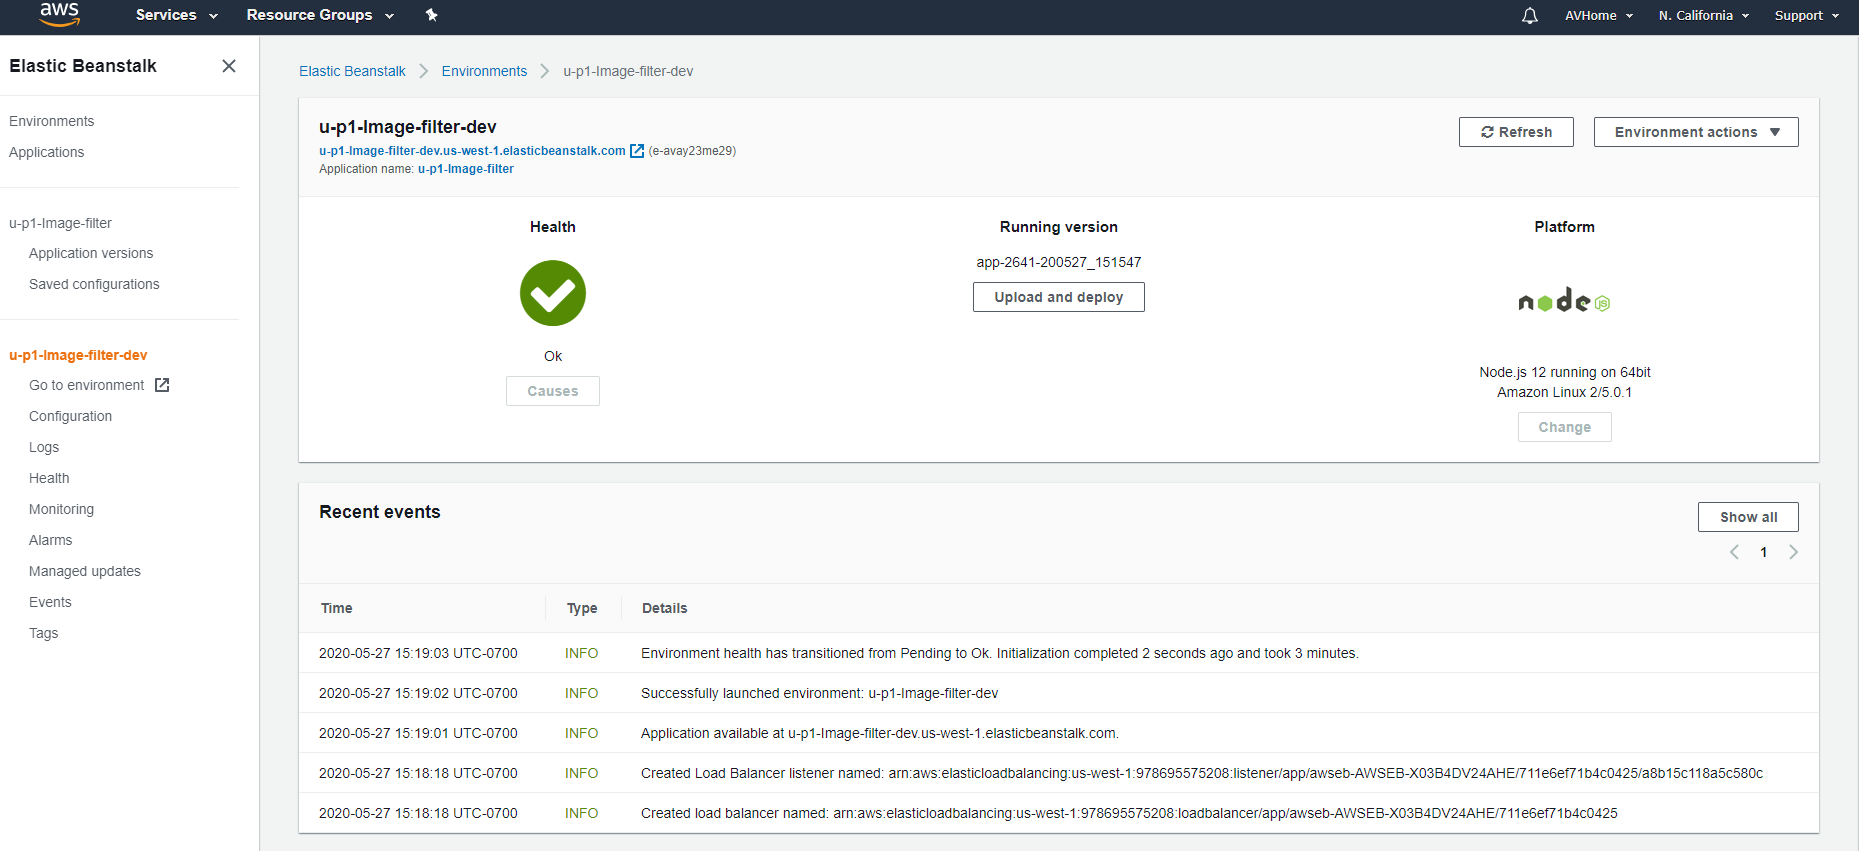 aws Services Resource Groups AVHome N. California Support
Elastic Beanstalk
Environments
Applications
u-p1-Image-filter
Application versions
Saved configurations
u-p1-Image-filter-dev
Go to environment
Configuration
Logs
Health
Monitoring
Alarms
Managed updates
Events
Tags
Elastic Beanstalk Environments u-p1-Image-filter-dev
u-p1-Image-filter-dev
u-p1-Image-filter-dev.us-west-1.elasticbeanstalk.com (e-avay23me29)
Application name: u-p1-Image-filter
Refresh Environment actions
Health
Ok
Causes
Running version
app-2641-200527_151547
Upload and deploy
Platform
node JS
Node.js 12 running on 64bit
Amazon Linux 2/5.0.1
Change
Recent events
Show all
1
Time Type Details
2020-05-27 15:19:03 UTC-0700 INFO Environment health has transitioned from Pending to Ok. Initialization completed 2 seconds ago and took 3 minutes.
2020-05-27 15:19:02 UTC-0700 INFO Successfully launched environment: u-p1-Image-filter-dev
2020-05-27 15:19:01 UTC-0700 INFO Application available at u-p1-Image-filter-dev.us-west-1.elasticbeanstalk.com.
2020-05-27 15:18:18 UTC-0700 INFO Created Load Balancer listener named: arn:aws:elasticloadbalancing:us-west-1:978695575208:listener/app/awseb-AWSEB-X03B4DV24AHE/711e6ef71b4c0425/a8b15c118a5c580c
2020-05-27 15:18:18 UTC-0700 INFO Created load balancer named: arn:aws:elasticloadbalancing:us-west-1:978695575208:loadbalancer/app/awseb-AWSEB-X03B4DV24AHE/711e6ef71b4c0425